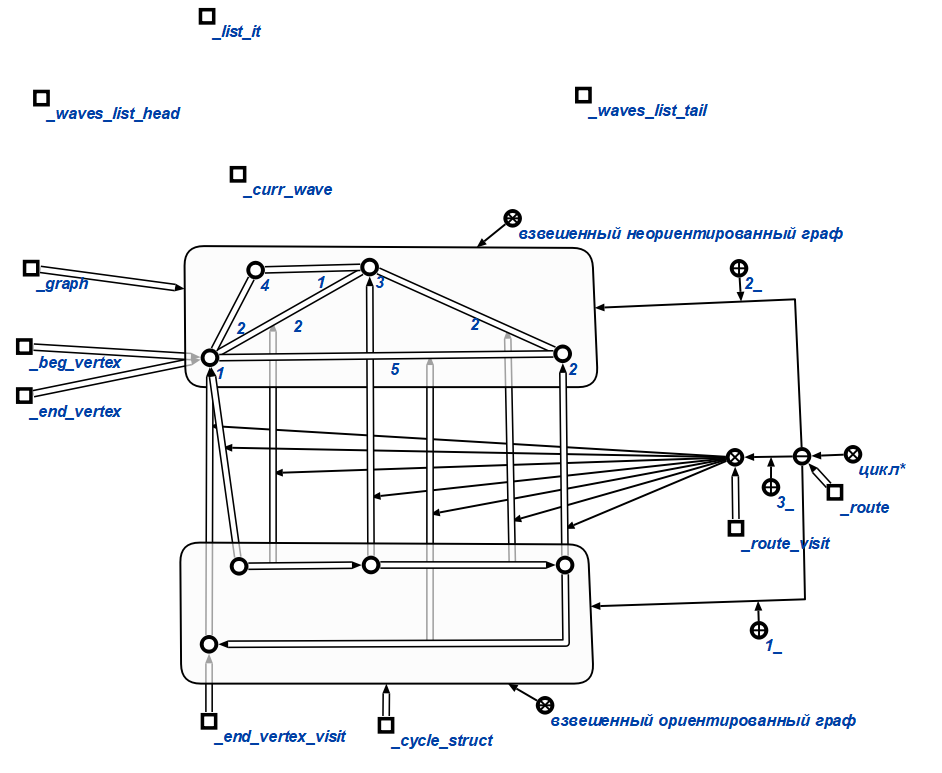 _list_it
_waves_list_head
_waves_list_tail
_curr_wave
взвешенный неориентированный граф
_graph
4
1
3
2_
2
2
2
_beg_vertex
1
5
2
_end_vertex
цикл*
3_
_route
_route_visit
1_
_end_vertex_visit
_cycle_struct
взвешенный ориентированный граф